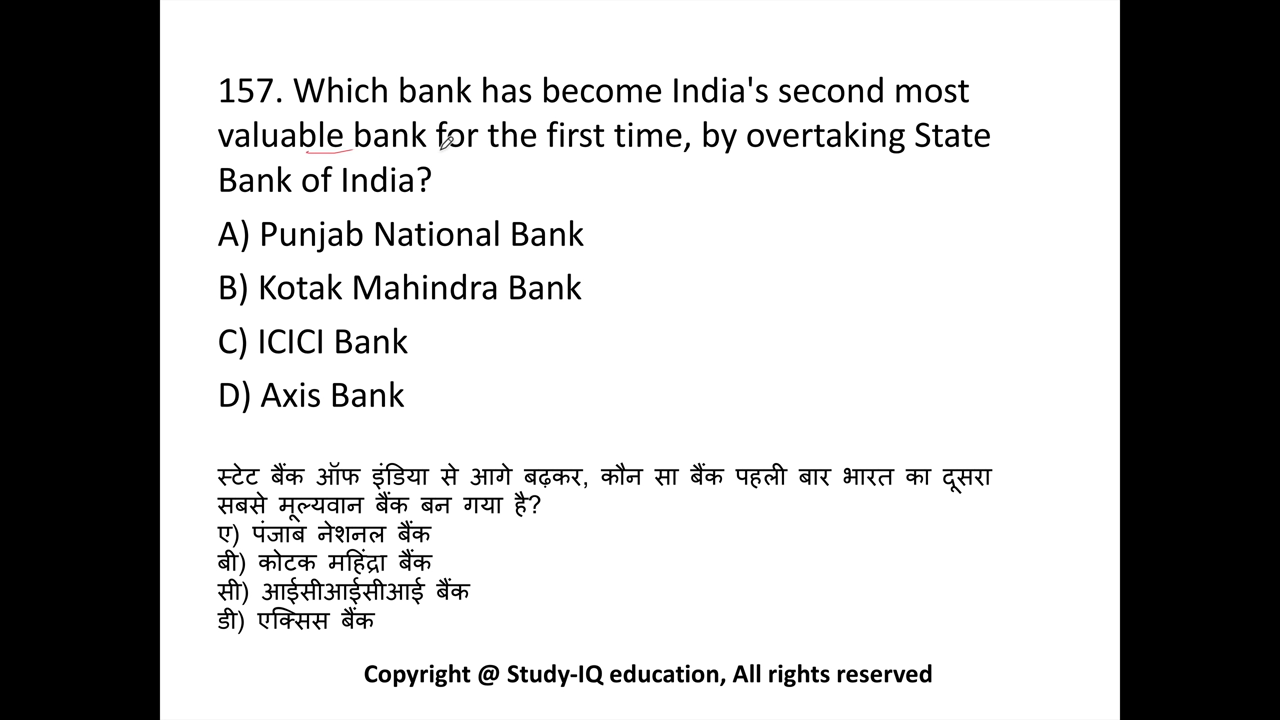 157. Which bank has become India's second most
valuable bank for the first time, by overtaking State
Bank of India?
A) Punjab National Bank
B) Kotak Mahindra Bank
C) ICICI Bank
D) Axis Bank
स्टेट बैंक ऑफ इंडिया से आगे बढ़कर, कौन सा बैंक पहली बार भारत का दूसरा
सबसे मूल्यवान बैंक बन गया है?
ए) पंजाब नेशनल बैंक
बी) कोटक महिंद्रा बैंक
सी) आईसीआईसीआई बैंक
डी) एक्सिस बैंक
Copyright @ Study-IQ education, All rights reserved